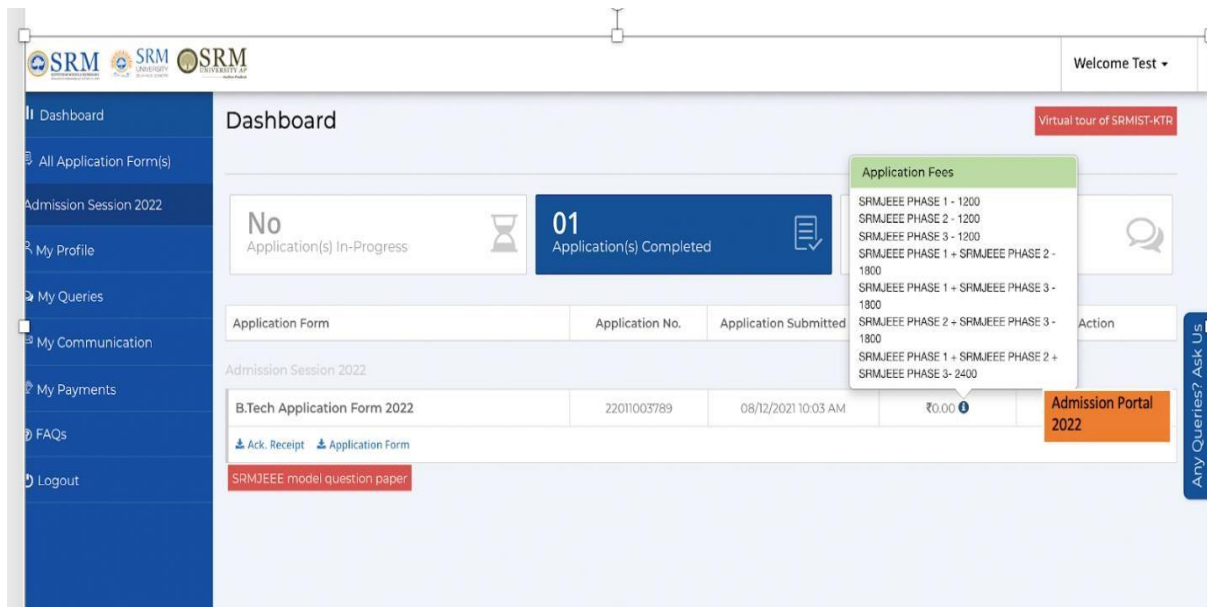 SRM
SRM
UNIVERSITY
SRM
UNIVERSITY AP
Welcome Test
Dashboard
All Application Form(s)
Admission Session 2022
My Profile
My Queries
My Communication
My Payments
FAQs
Logout
Dashboard
Virtual tour of SRMIST-KTR
No
Application(s) In-Progress
01
Application(s) Completed
Application Fees
SRMJEEE PHASE 1 - 1200
SRMJEEE PHASE 2 - 1200
SRMJEEE PHASE 3 - 1200
SRMJEEE PHASE 1 + SRMJEEE PHASE 2 -
1800
SRMJEEE PHASE 1 + SRMJEEE PHASE 3 -
1800
SRMJEEE PHASE 2 + SRMJEEE PHASE 3 -
1800
SRMJEEE PHASE 1 + SRMJEEE PHASE 2 +
SRMJEEE PHASE 3- 2400
Application Form Application No. Application Submitted Action
Admission Session 2022
B.Tech Application Form 2022 22011003789 08/12/2021 10:03 AM ₹0.00
Admission Portal
2022
Ack. Receipt Application Form
SRMJEEE model question paper
Any Queries? Ask Us